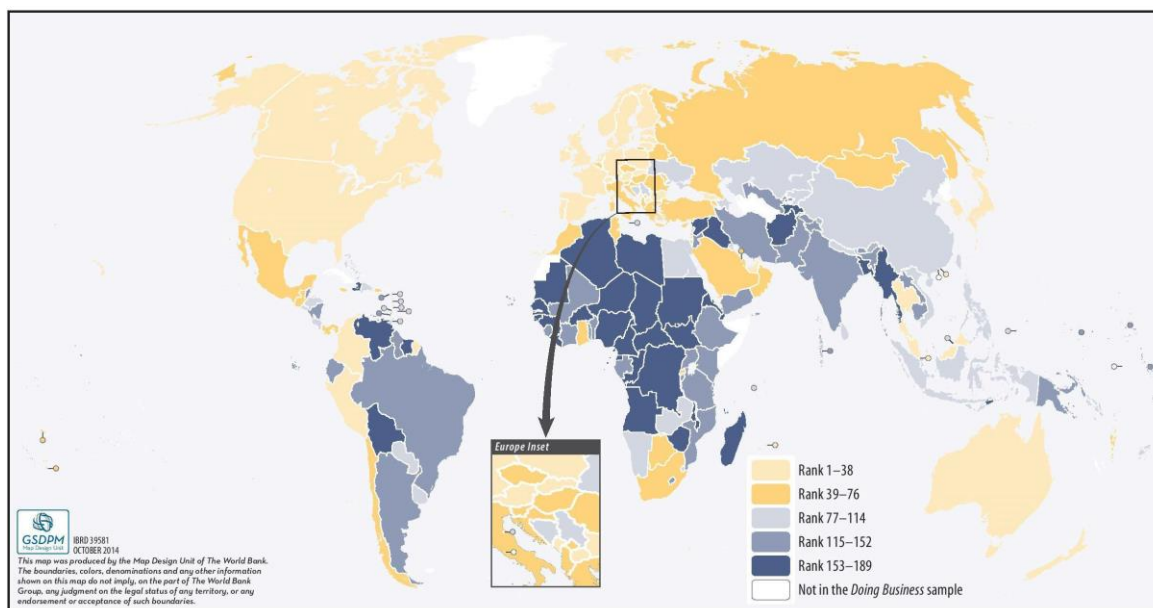 Europe Inset
Rank 1–38
Rank 39–76
Rank 77–114
Rank 115–152
Rank 153–189
Not in the Doing Business sample
GSDPM
Map Design Unit
IBRD 39581
OCTOBER 2014
This map was produced by the Map Design Unit of The World Bank.
The boundaries, colors, denominations and any other information
shown on this map do not imply, on the part of The World Bank
Group, any judgment on the legal status of any territory, or any
endorsement or acceptance of such boundaries.